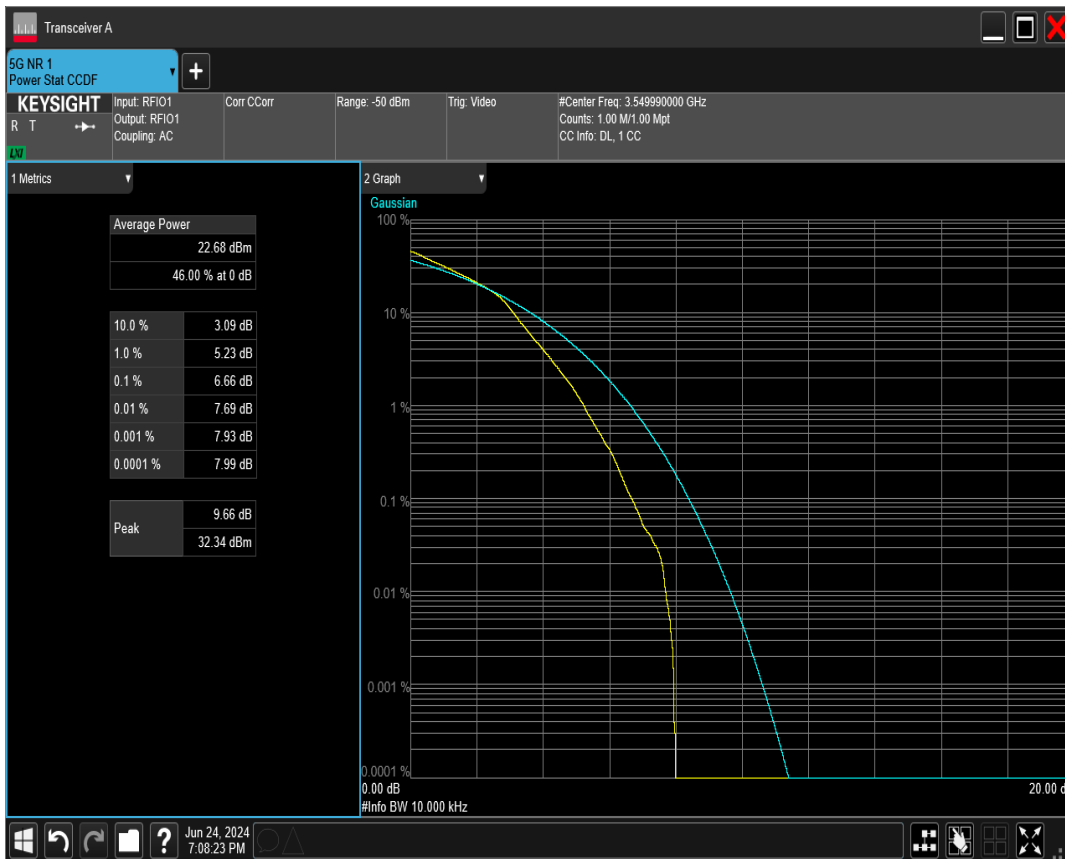 Transceiver A
5G NR 1
Power Stat CCDF
KEYSIGHT
R T
LXI
Input: RFIO1
Output: RFIO1
Coupling: AC
Corr CCorr
Range: -50 dBm
Trig: Video
#Center Freq: 3.549990000 GHz
Counts: 1.00 M/1.00 Mpt
CC Info: DL, 1 CC
1 Metrics
Average Power
22.68 dBm
46.00 % at 0 dB
10.0 % 3.09 dB
1.0 % 5.23 dB
0.1 % 6.66 dB
0.01 % 7.69 dB
0.001 % 7.93 dB
0.0001 % 7.99 dB
Peak
9.66 dB
32.34 dBm
2 Graph
Gaussian
100 %
10 %
1 %
0.1 %
0.01 %
0.001 %
0.0001 %
0.00 dB
20.00 d
#Info BW 10.000 kHz
?
Jun 24, 2024
7:08:23 PM